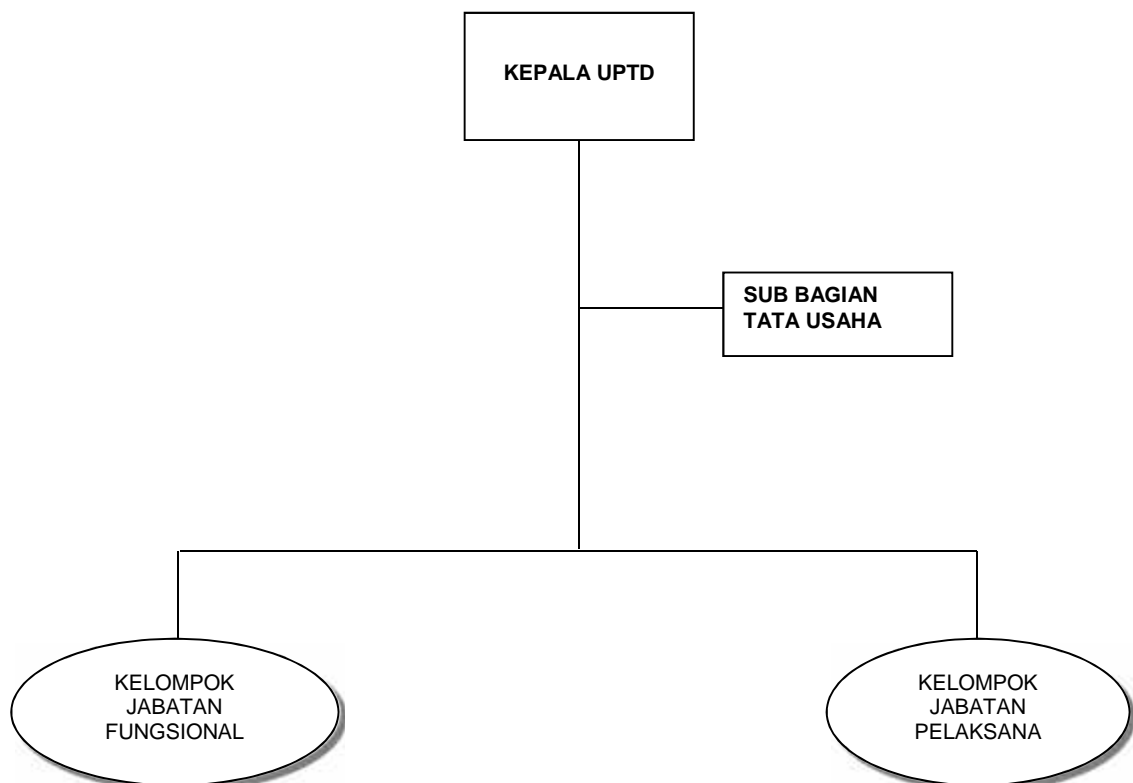 KEPALA UPTD
SUB BAGIAN
TATA USAHA
KELOMPOK
JABATAN
FUNGSIONAL
KELOMPOK
JABATAN
PELAKSANA